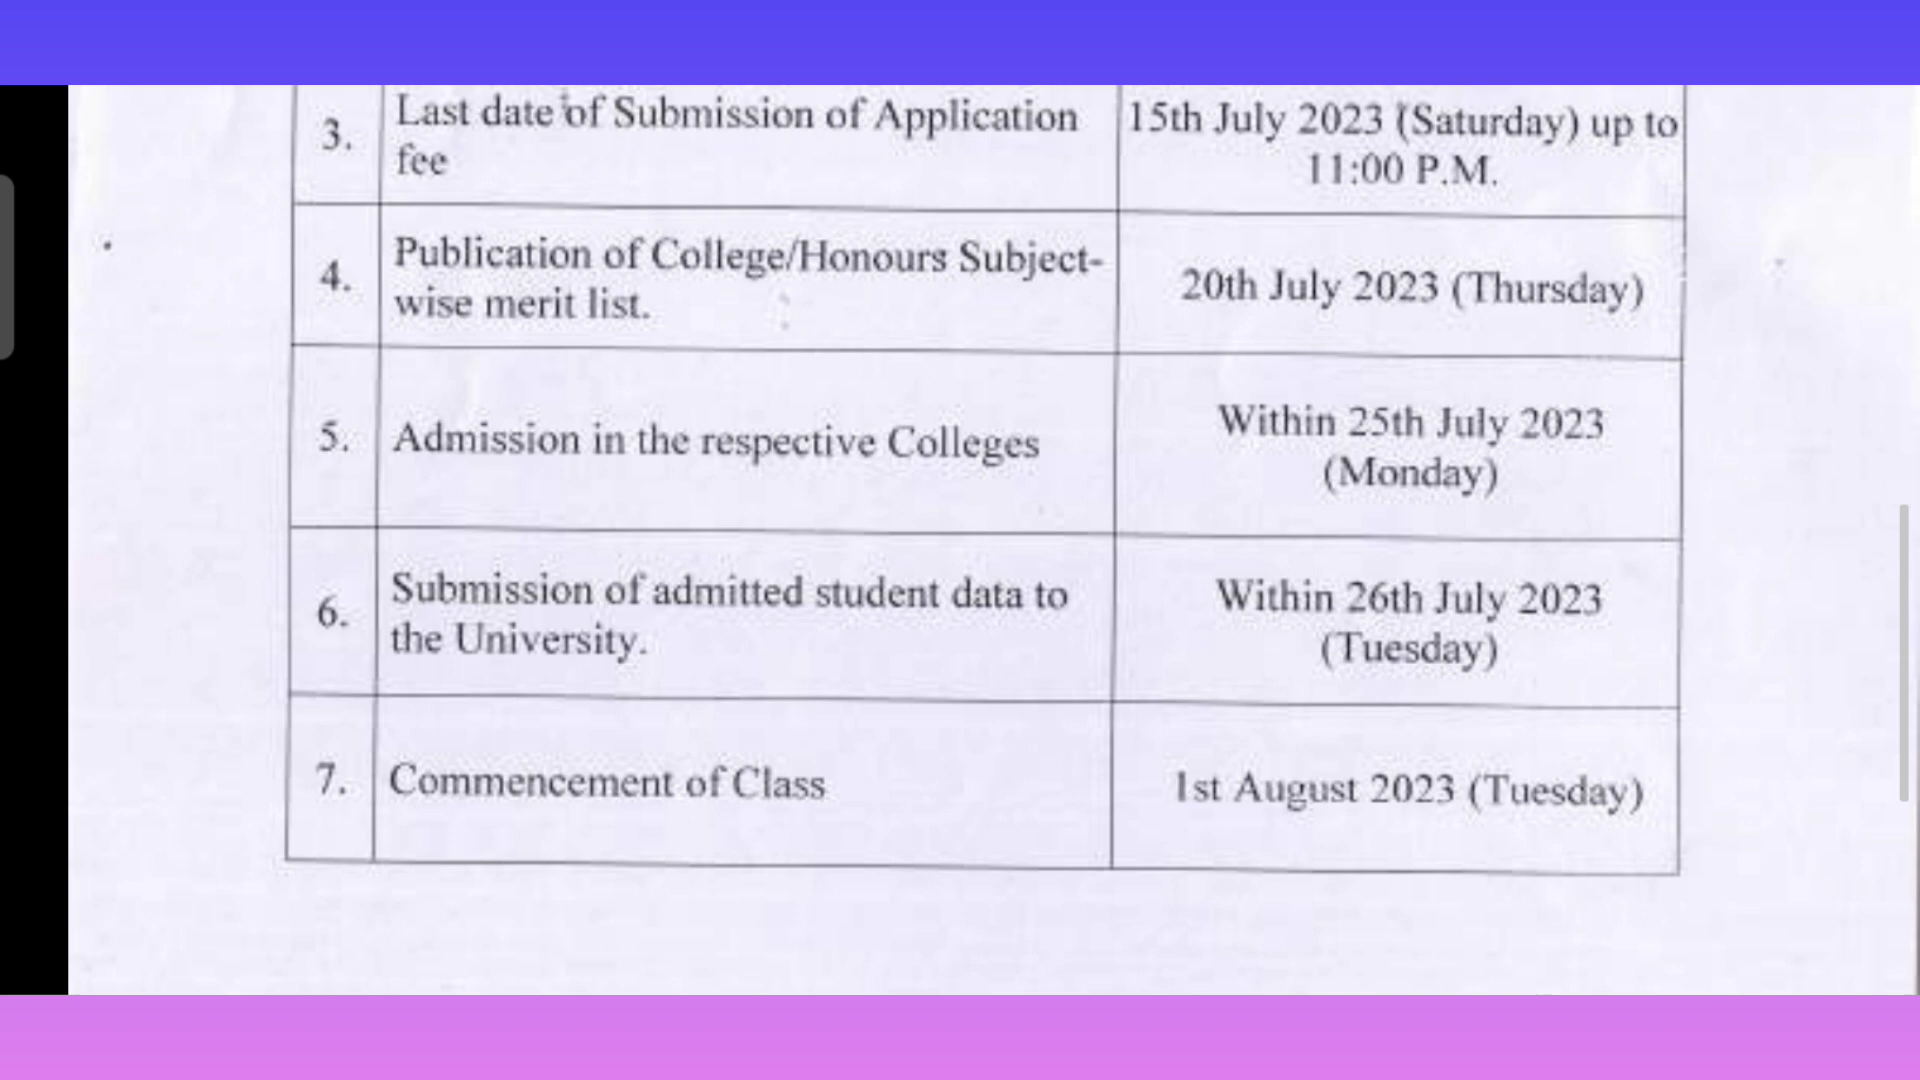 3.
Last date of Submission of Application
fee
15th July 2023 (Saturday) up to
11:00 P.M.
4.
Publication of College/Honours Subject-
wise merit list.
20th July 2023 (Thursday)
5.
Admission in the respective Colleges
Within 25th July 2023
(Monday)
6.
Submission of admitted student data to
the University.
Within 26th July 2023
(Tuesday)
7.
Commencement of Class
1st August 2023 (Tuesday)